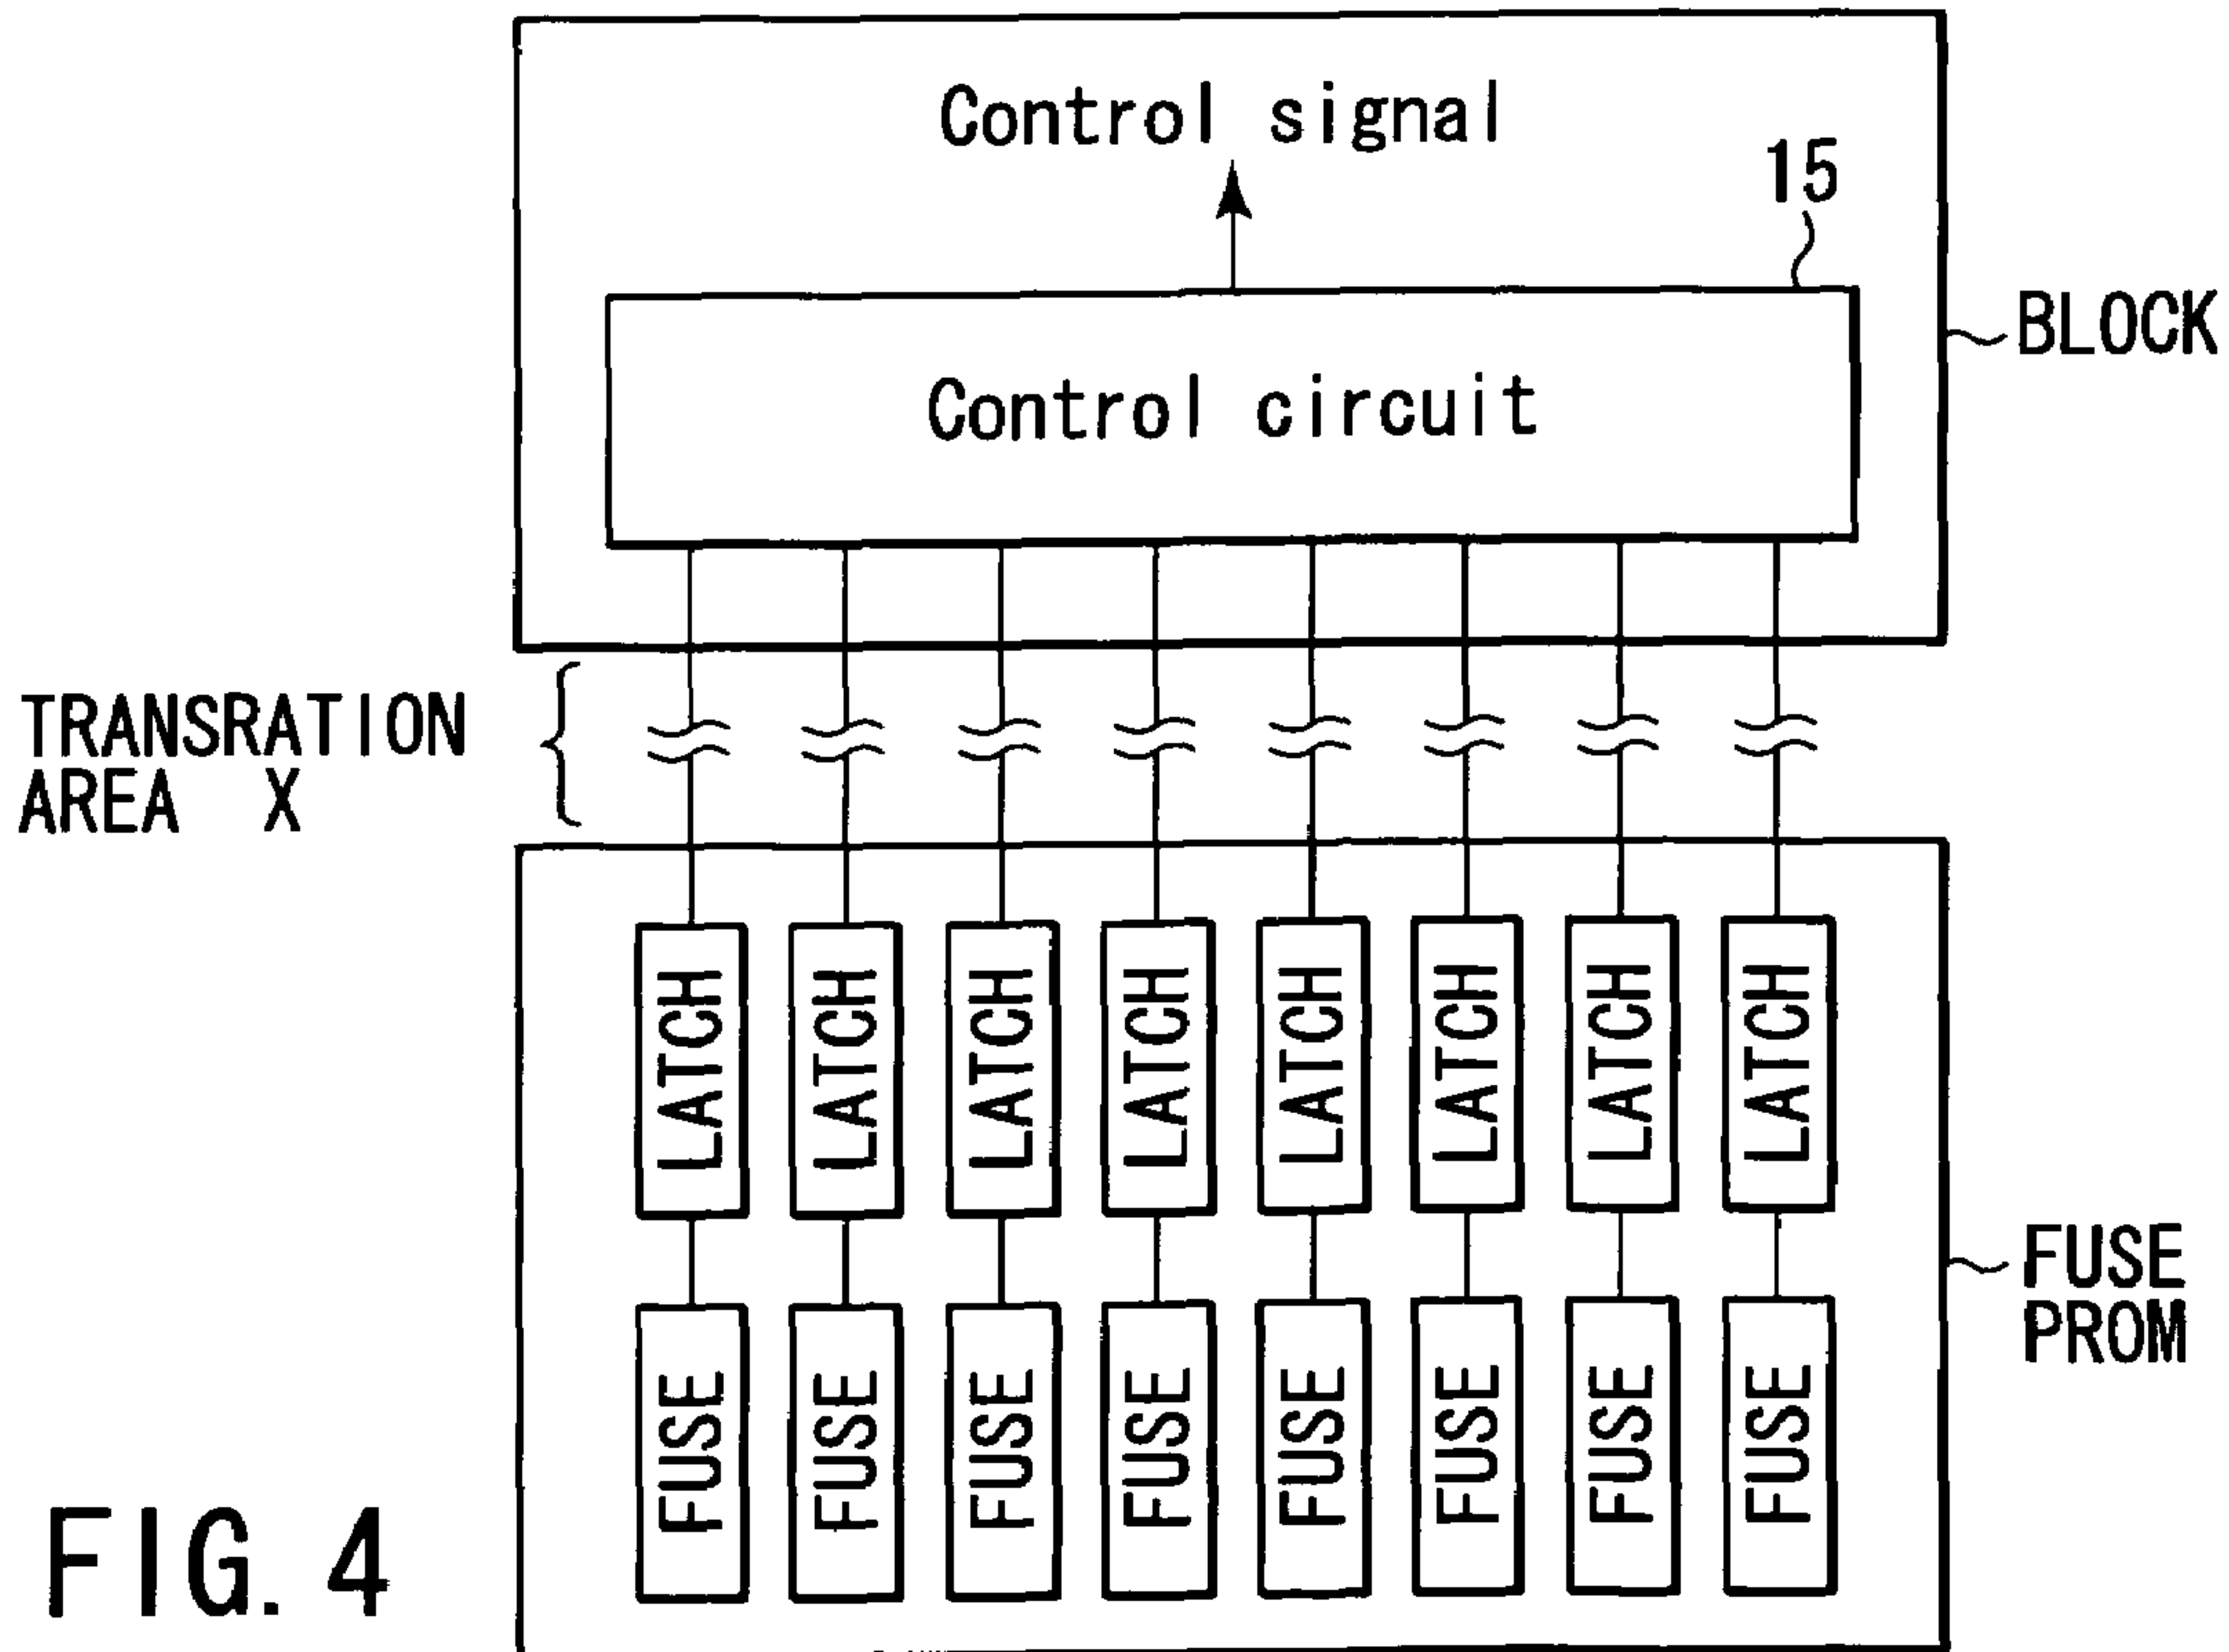 Control signal
15
BLOCK
Control circuit
TRANSRATION
AREA X
LATCH LATCH LATCH LATCH LATCH LATCH LATCH LATCH
FUSE
PROM
FUSE FUSE FUSE FUSE FUSE FUSE FUSE FUSE
FIG. 4